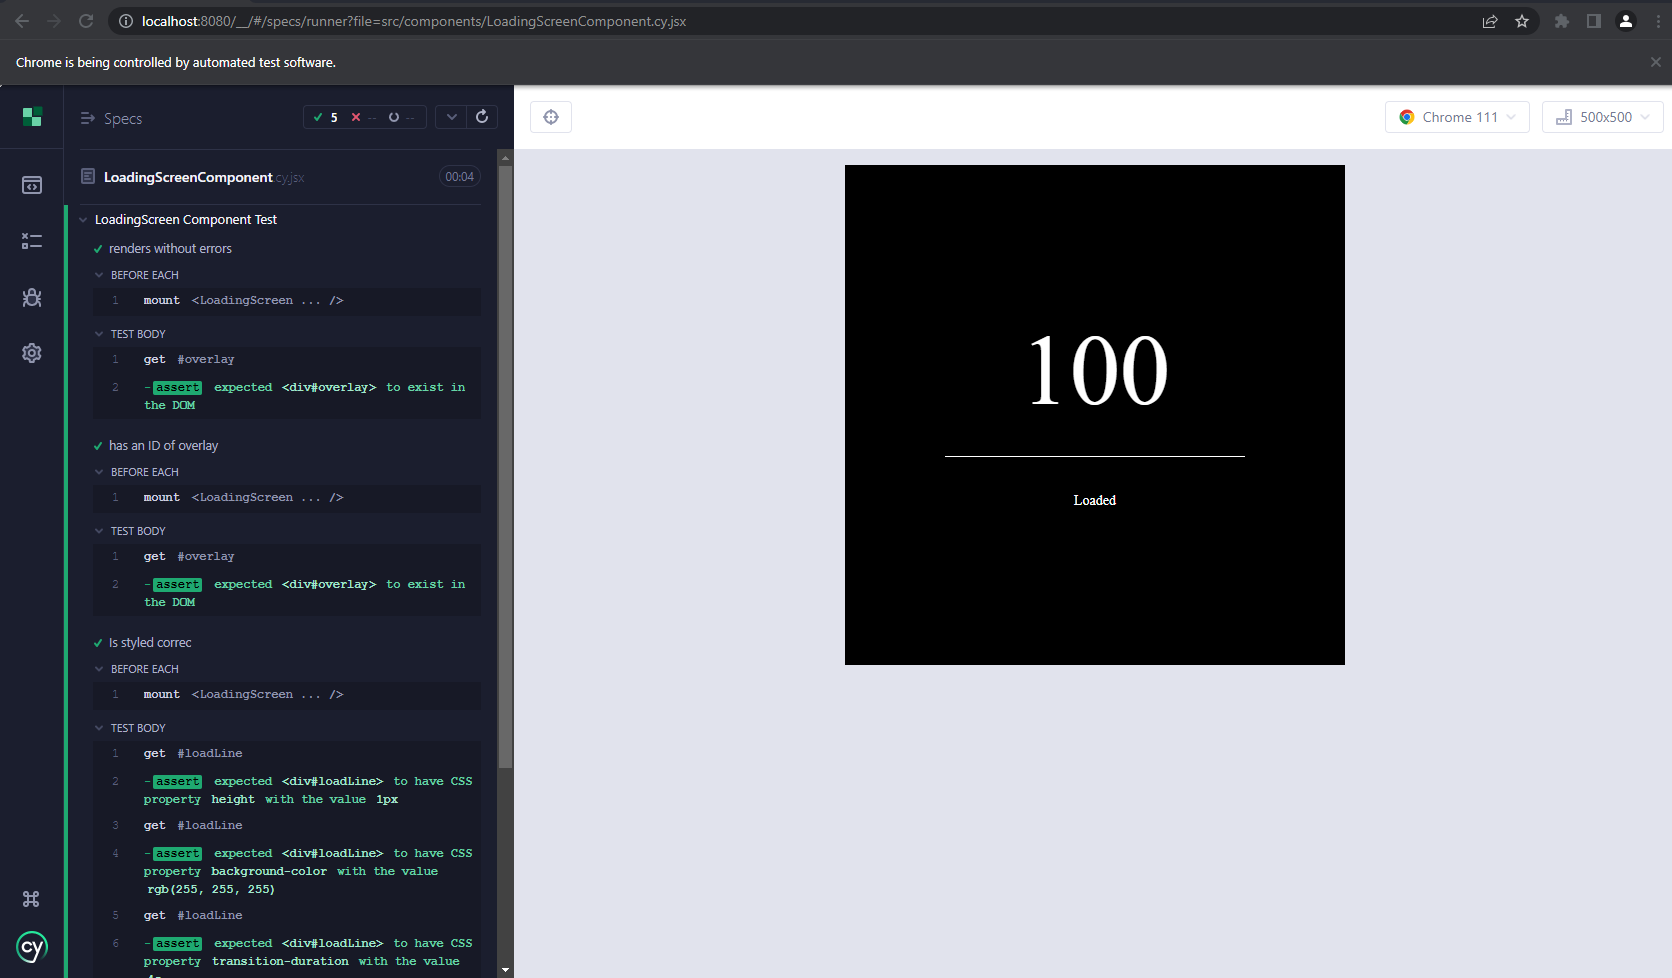 localhost:8080/__/#/specs/runner?file=src/components/LoadingScreenComponent.cy.jsx
Chrome is being controlled by automated test software.
Specs
5 -- --
LoadingScreenComponent.cy.jsx 00:04
LoadingScreen Component Test
renders without errors
BEFORE EACH
1 mount <LoadingScreen ... />
TEST BODY
1 get #overlay
2 -assert expected <div#overlay> to exist in
the DOM
has an ID of overlay
BEFORE EACH
1 mount <LoadingScreen ... />
TEST BODY
1 get #overlay
2 -assert expected <div#overlay> to exist in
the DOM
Is styled correc
BEFORE EACH
1 mount <LoadingScreen ... />
TEST BODY
1 get #loadLine
2 -assert expected <div#loadLine> to have CSS
property height with the value 1px
3 get #loadLine
4 -assert expected <div#loadLine> to have CSS
property background-color with the value
rgb(255, 255, 255)
5 get #loadLine
6 -assert expected <div#loadLine> to have CSS
property transition-duration with the value
cy
Chrome 111
500x500
100
Loaded